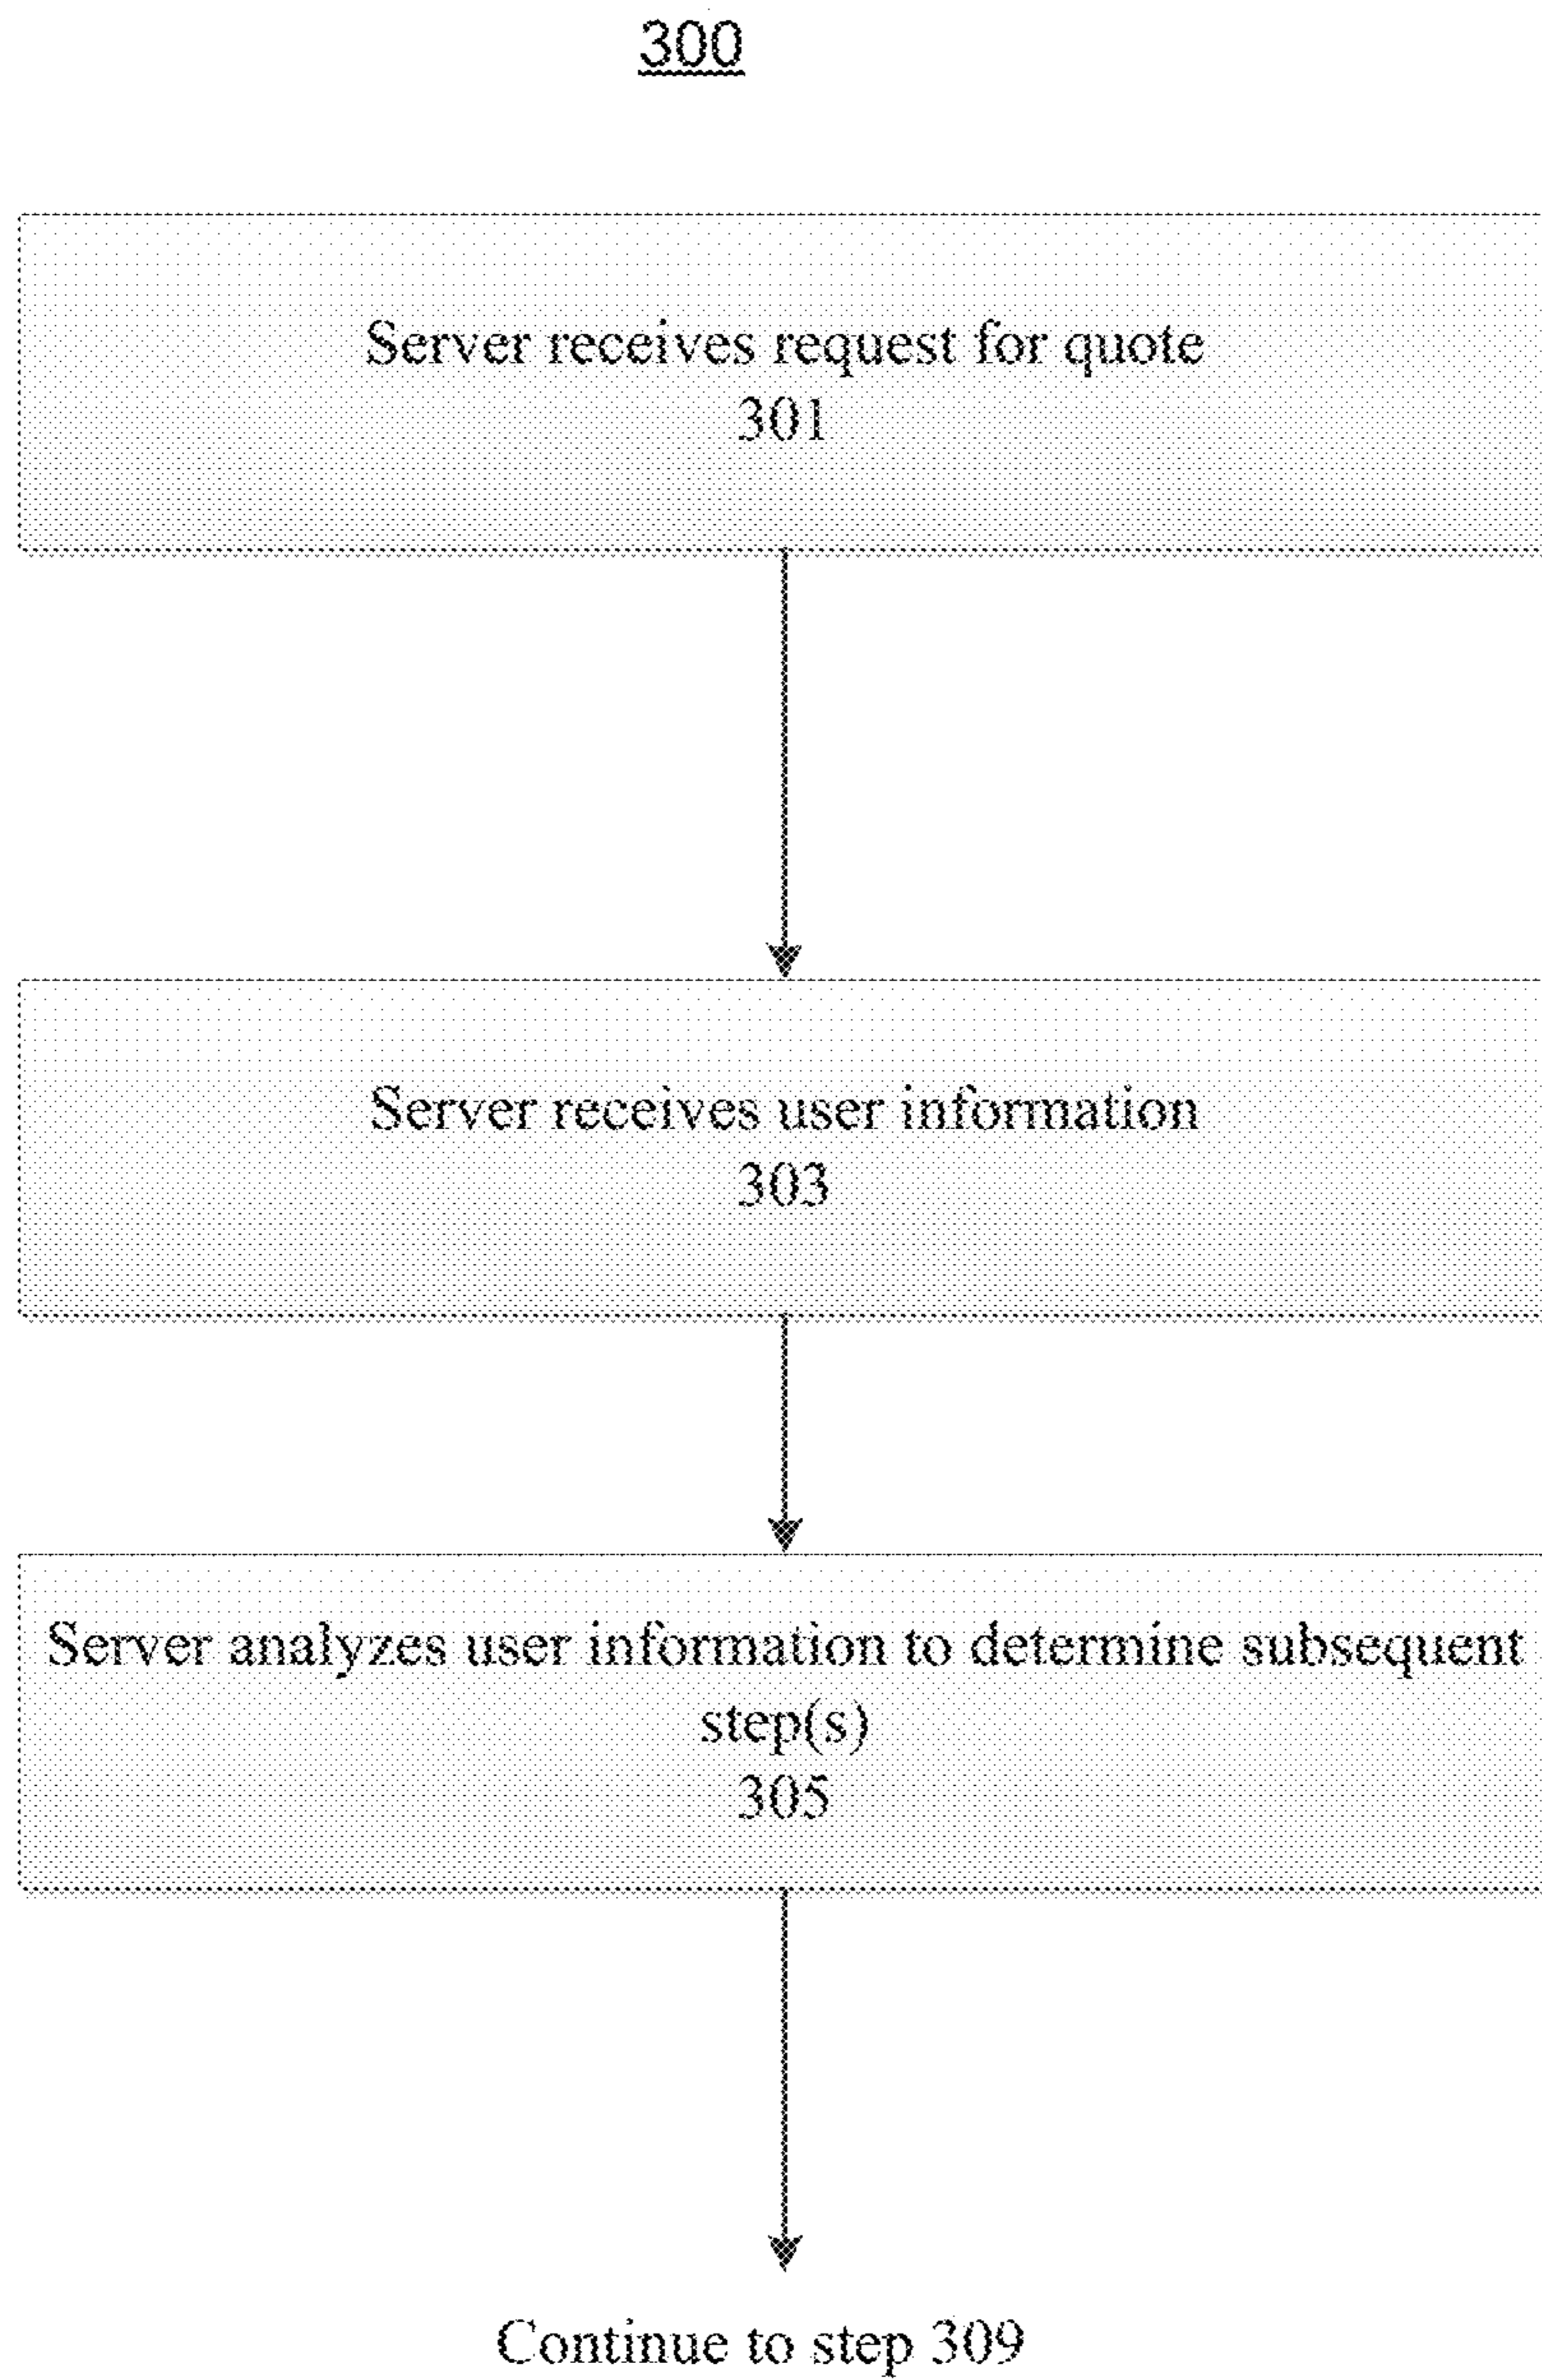 300
Server receives request for quote
301
Server receives user information
303
Server analyzes user information to determine subsequent
step(s)
305
Continue to step 309